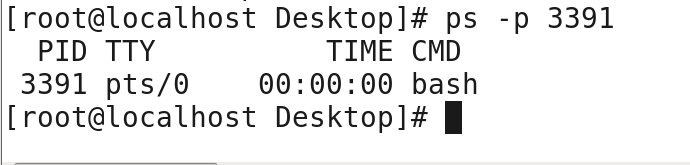 [root@localhost Desktop]# ps -p 3391
  PID TTY          TIME CMD
 3391 pts/0    00:00:00 bash
[root@localhost Desktop]#